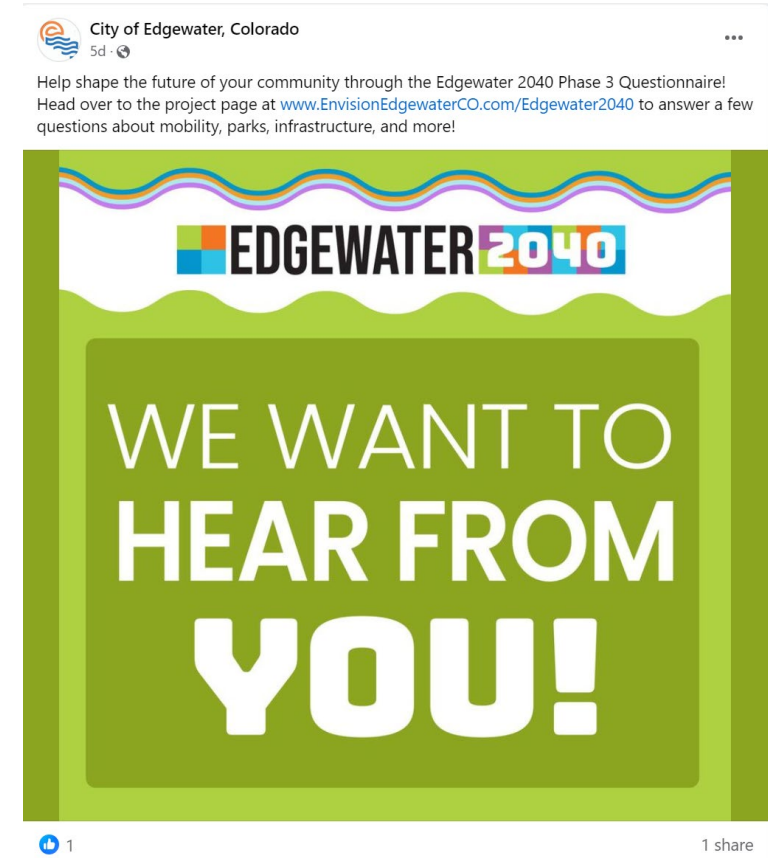 City of Edgewater, Colorado
5d ·
Help shape the future of your community through the Edgewater 2040 Phase 3 Questionnaire!
Head over to the project page at www.EnvisionEdgewaterCO.com/Edgewater2040 to answer a few
questions about mobility, parks, infrastructure, and more!
EDGEWATER 2040
WE WANT TO
HEAR FROM
YOU!
1
1 share